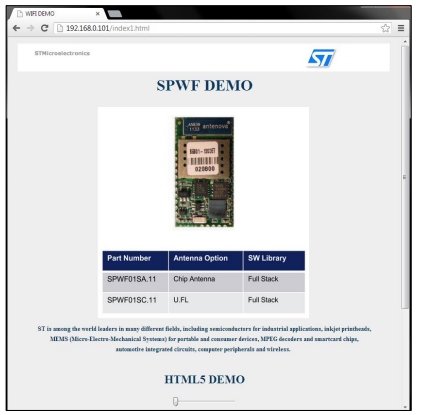 WIFI DEMO
192.168.0.101/index1.html
STMicroelectronics
ST
SPWF DEMO
antenova
Part Number Antenna Option SW Library
SPWF01SA.11 Chip Antenna Full Stack
SPWF01SC.11 U.FL Full Stack
ST is among the world leaders in many different fields, including semiconductors for industrial applications, inkjet printheads,
MEMS (Micro-Electro-Mechanical Systems) for portable and consumer devices, MPEG decoders and smartcard chips,
automotive integrated circuits, computer peripherals and wireless.
HTML5 DEMO